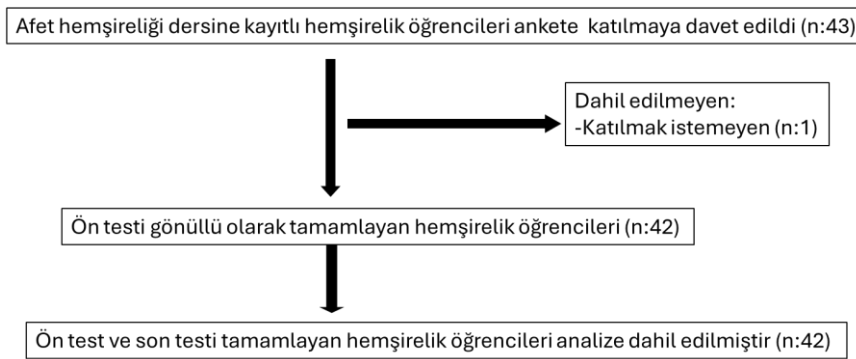 Afet hemşireliği dersine kayıtlı hemşirelik öğrencileri ankete katılmaya davet edildi (n:43)
Dahil edilmeyen:
-Katılmak istemeyen (n:1)
Ön testi gönüllü olarak tamamlayan hemşirelik öğrencileri (n:42)
Ön test ve son testi tamamlayan hemşirelik öğrencileri analize dahil edilmiştir (n:42)